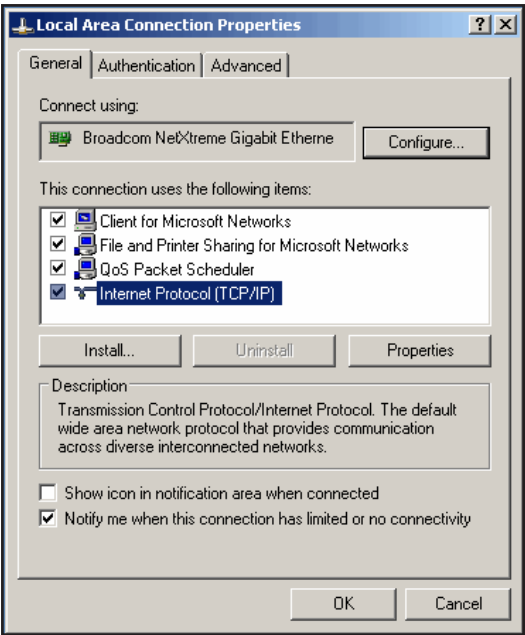 Local Area Connection Properties
General Authentication Advanced
Connect using:
Broadcom NetXtreme Gigabit Etherne Configure...
This connection uses the following items:
Client for Microsoft Networks
File and Printer Sharing for Microsoft Networks
QoS Packet Scheduler
Internet Protocol (TCP/IP)
Install... Uninstall Properties
Description
Transmission Control Protocol/Internet Protocol. The default
wide area network protocol that provides communication
across diverse interconnected networks.
Show icon in notification area when connected
Notify me when this connection has limited or no connectivity
OK Cancel